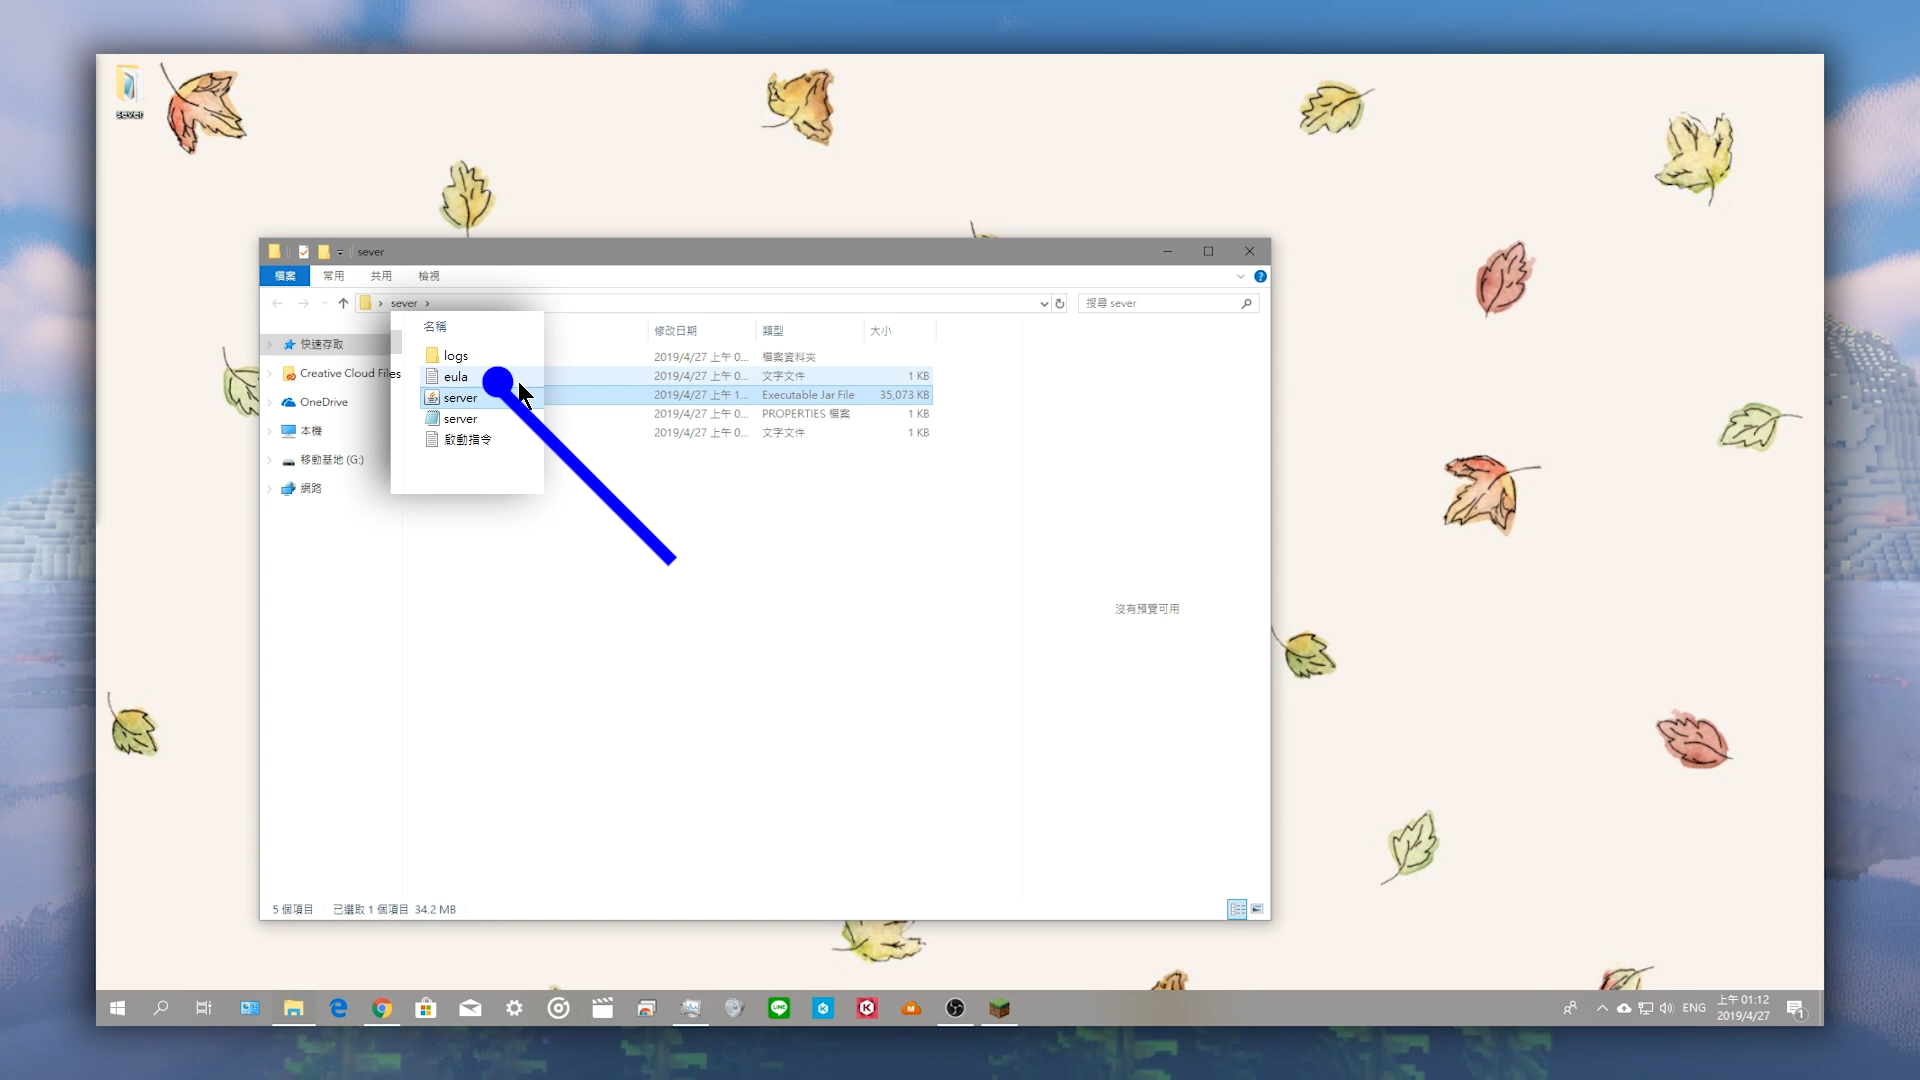 sever
sever
檔案 常用 共用 檢視
sever
搜尋 sever
名稱 修改日期 類型 大小
快速存取
Creative Cloud Files
OneDrive
本機
移動基地 (G:)
網路
logs 2019/4/27 上午 0... 檔案資料夾
eula 2019/4/27 上午 0... 文字文件 1 KB
server 2019/4/27 上午 1... Executable Jar File 35,073 KB
server 2019/4/27 上午 0... PROPERTIES 檔案 1 KB
啟動指令 2019/4/27 上午 0... 文字文件 1 KB
沒有預覽可用
5 個項目 已選取 1 個項目 34.2 MB
LINE
ENG
上午 01:12
2019/4/27
1